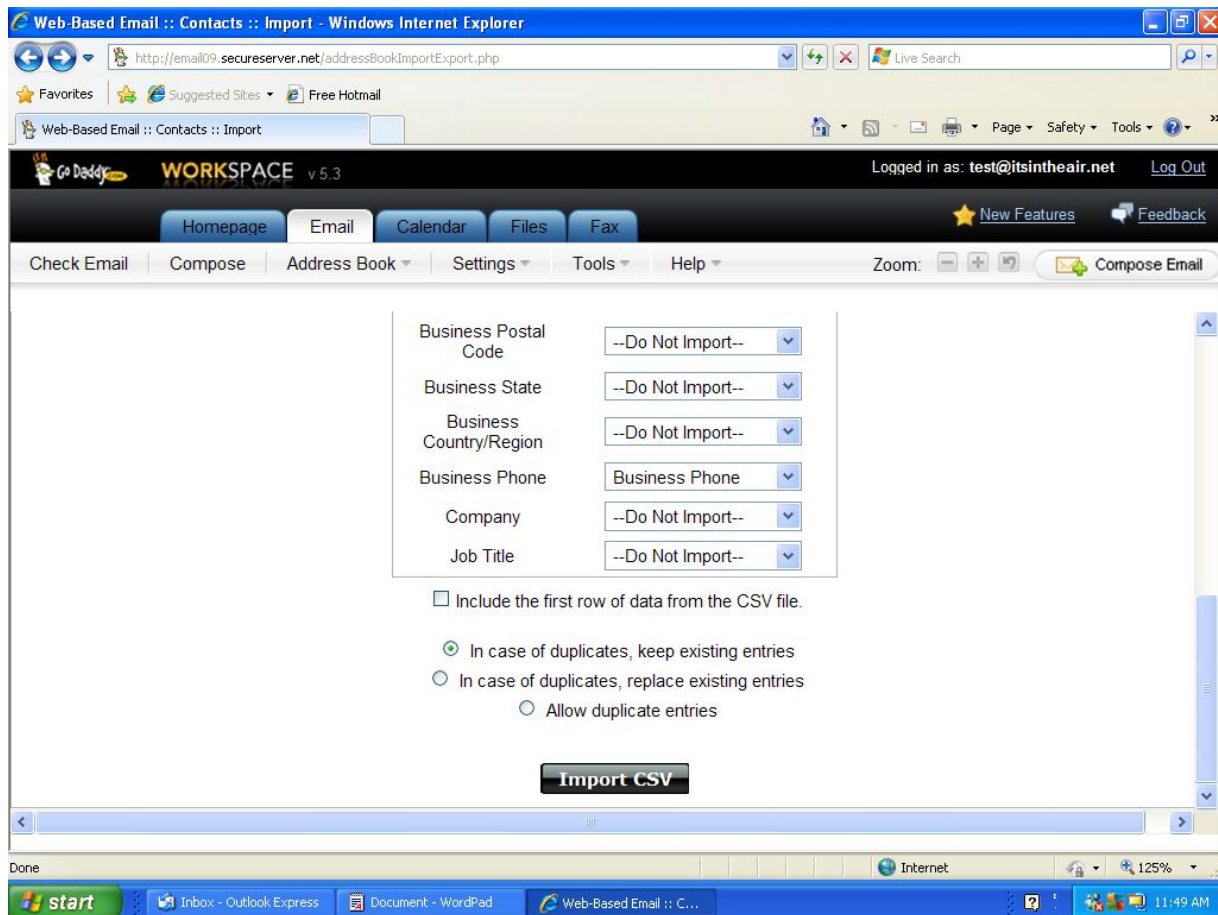 Web-Based Email :: Contacts :: Import - Windows Internet Explorer
http://email09.secureserver.net/addressBookImportExport.php
Live Search
Favorites
Suggested Sites
Free Hotmail
Web-Based Email :: Contacts :: Import
Page
Safety
Tools
»
Go Daddy.com
WORKSPACE v 5.3
Logged in as: test@itsintheair.net
Log Out
Homepage
Email
Calendar
Files
Fax
New Features
Feedback
Check Email
Compose
Address Book
Settings
Tools
Help
Zoom:
Compose Email
Business Postal
Code
--Do Not Import--
Business State
--Do Not Import--
Business
Country/Region
--Do Not Import--
Business Phone
Business Phone
Company
--Do Not Import--
Job Title
--Do Not Import--
Include the first row of data from the CSV file.
In case of duplicates, keep existing entries
In case of duplicates, replace existing entries
Allow duplicate entries
Import CSV
Done
Internet
125%
start
Inbox - Outlook Express
Document - WordPad
Web-Based Email :: C...
11:49 AM